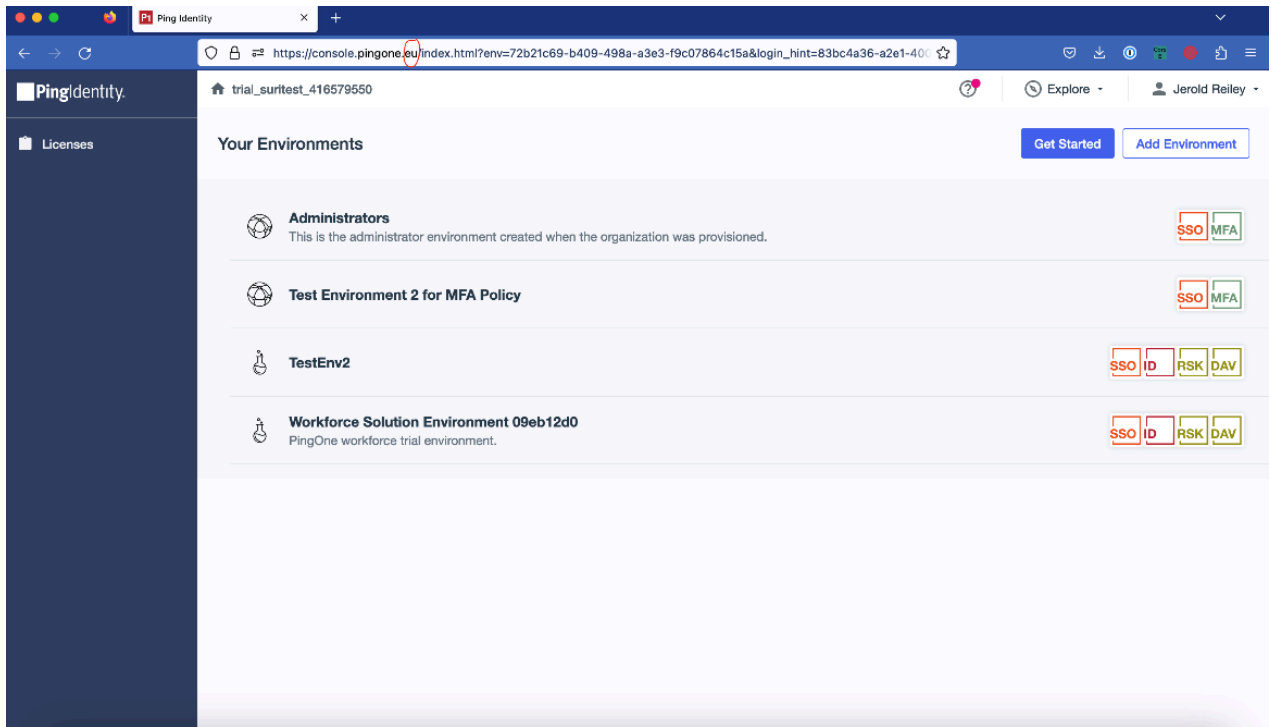 P1 Ping Identity
https://console.pingone.eu/index.html?env=72b21c69-b409-498a-a3e3-f9c07864c15a&login_hint=83bc4a36-a2e1-400
PingIdentity.
trial_suritest_416579550
Explore
Jerold Reiley
Licenses
Your Environments
Get Started
Add Environment
Administrators
This is the administrator environment created when the organization was provisioned.
SSO MFA
Test Environment 2 for MFA Policy
SSO MFA
TestEnv2
SSO ID RSK DAV
Workforce Solution Environment 09eb12d0
PingOne workforce trial environment.
SSO ID RSK DAV